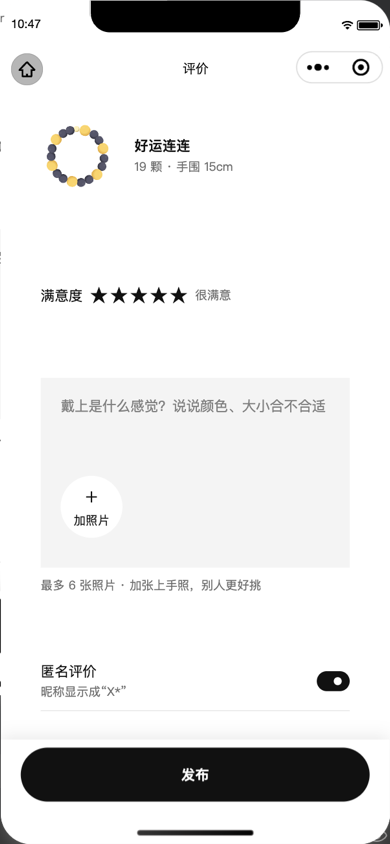 10:47
评价
好运连连
19 颗 · 手围 15cm
满意度 ★★★★★ 很满意
戴上是什么感觉？说说颜色、大小合不合适
+
加照片
最多 6 张照片 · 加张上手照，别人更好挑
匿名评价
昵称显示成“X*”
发布